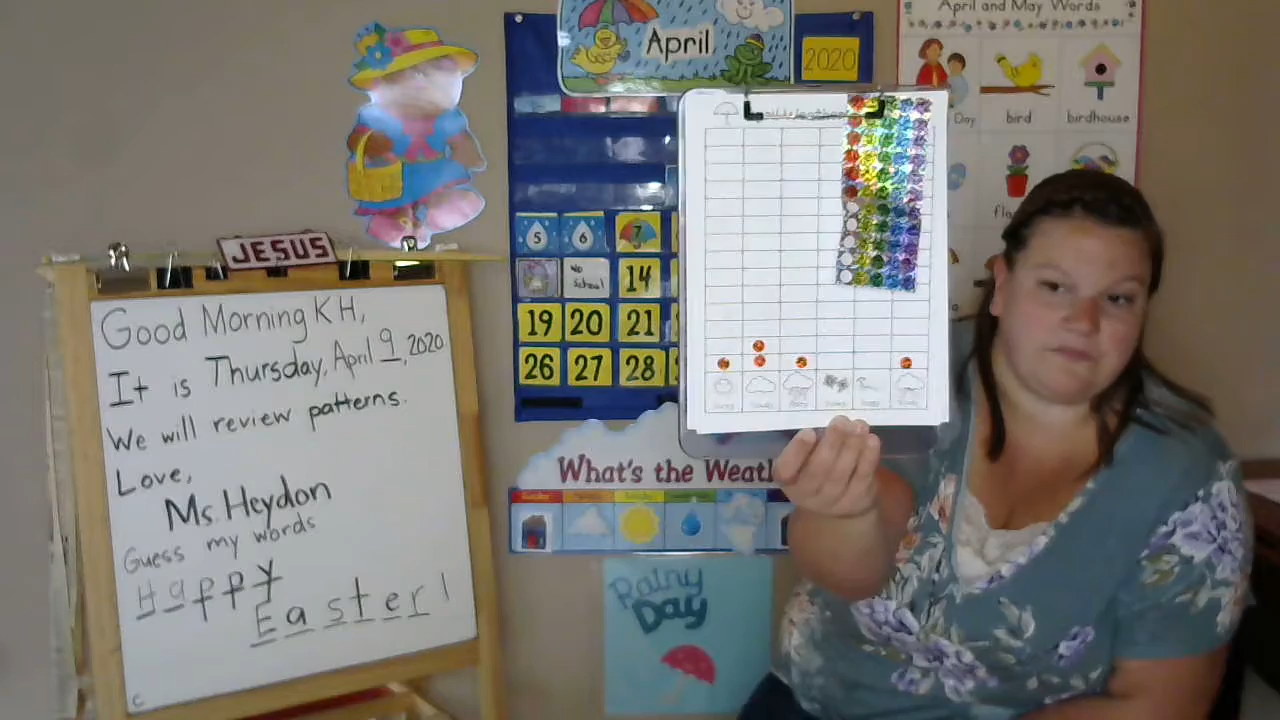 April
2020
April and May Words
Day
bird
birdhouse
JESUS
5
6
7
No
school
14
19
20
21
26
27
28
Good Morning KH,
It is Thursday, April 9, 2020
We will review patterns.
Love,
Ms. Heydon
Guess my words
Happy
Easter!
What's the Weath
Rainy
Day